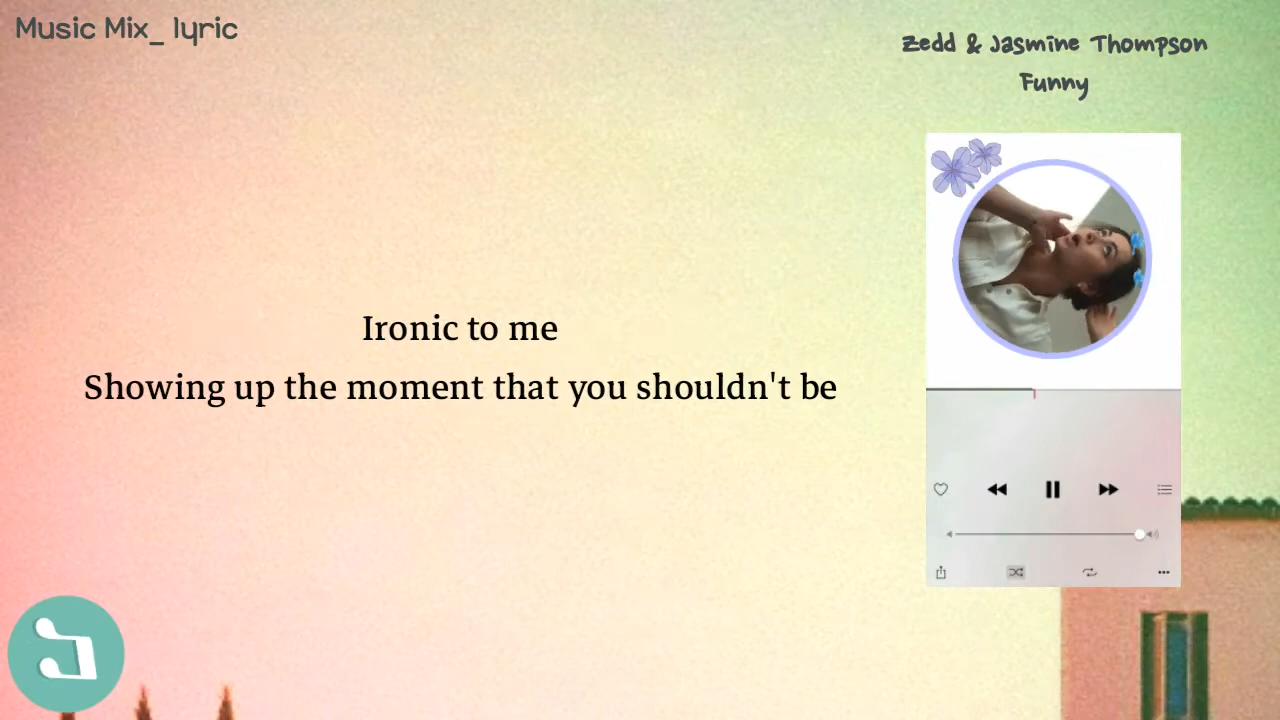 Music Mix_ lyric
Zedd & Jasmine Thompson
Funny
Ironic to me
Showing up the moment that you shouldn't be